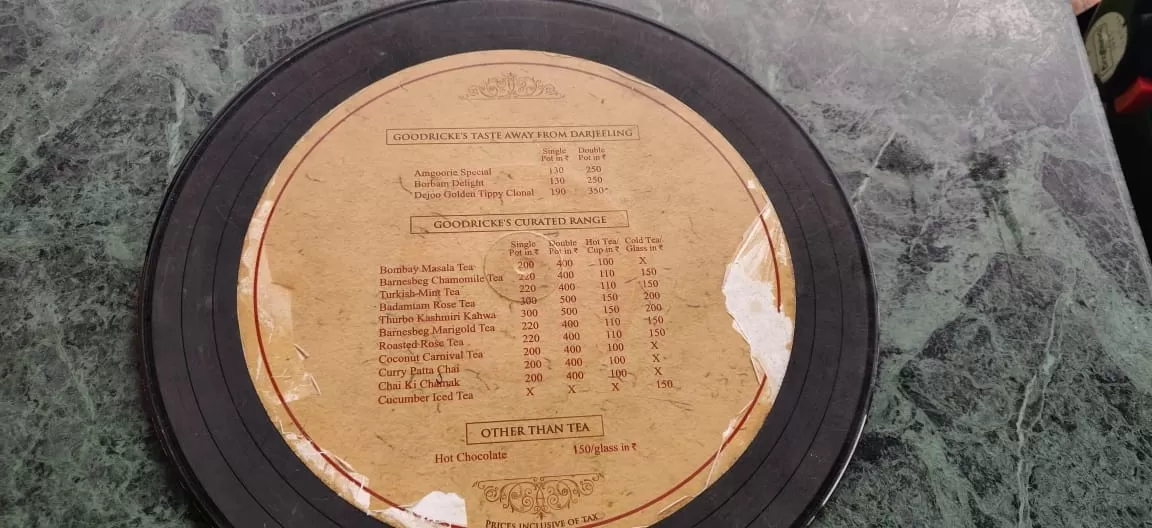 GOODRICKE'S TASTE AWAY FROM DARJEELING
Single Pot in ₹ Double Pot in ₹
Amgoorie Special 130 250
Borbam Delight 130 250
Dejoo Golden Tippy Clonal 190 350
GOODRICKE'S CURATED RANGE
Single Pot in ₹ Double Pot in ₹ Hot Tea/ Cup in ₹ Cold Tea/ Glass in ₹
Bombay Masala Tea 200 400 100 X
Barnesbeg Chamomile Tea 220 400 110 150
Turkish Mint Tea 220 400 110 150
Badamtam Rose Tea 300 500 150 200
Thurbo Kashmiri Kahwa 300 500 150 200
Barnesbeg Marigold Tea 220 400 110 150
Roasted Rose Tea 220 400 110 150
Coconut Carnival Tea 200 400 100 X
Curry Patta Chai 200 400 100 X
Chai Ki Chamak 200 400 100 X
Cucumber Iced Tea X X X 150
OTHER THAN TEA
Hot Chocolate 150/glass in ₹
PRICES INCLUSIVE OF TAX